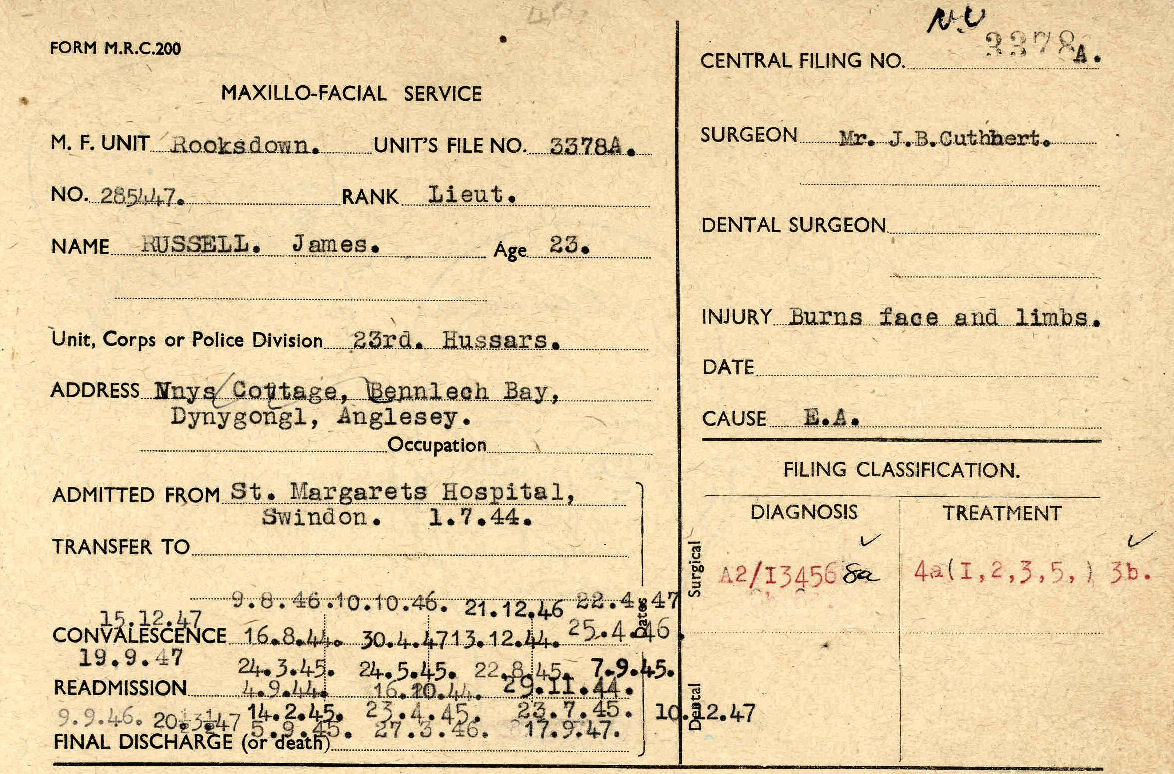 N.U
FORM M.R.C.200
CENTRAL FILING NO. 3378A.
MAXILLO-FACIAL SERVICE
M. F. UNIT Rooksdown. UNIT'S FILE NO. 3378A.
SURGEON Mr. J.B.Cuthbert.
NO. 285447. RANK Lieut.
DENTAL SURGEON
NAME RUSSELL. James. Age 23.
INJURY Burns face and limbs.
Unit, Corps or Police Division 23rd. Hussars.
DATE
ADDRESS Nnys Cottage, Bennlech Bay,
Dynygongl, Anglesey.
CAUSE E.A.
Occupation
FILING CLASSIFICATION.
ADMITTED FROM St. Margarets Hospital,
Swindon. 1.7.44.
DIAGNOSIS TREATMENT
TRANSFER TO
Surgical A2/I3456 8a 4a(I,2,3,5,) 3b.
Dates
9.8.46.10.10.46. 21.12.46 22.4.47
15.12.47
CONVALESCENCE 16.8.44. 30.4.4713.12.44. 25.4.46.
19.9.47 24.3.45. 24.5.45. 22.8.45. 7.9.45.
READMISSION 4.9.44. 16.10.44. 29.11.44.
9.9.46. 20.3.47 14.2.45. 23.4.45. 23.7.45. 10.12.47
5.9.45. 27.3.46. 17.9.47.
FINAL DISCHARGE (or death)
Dental